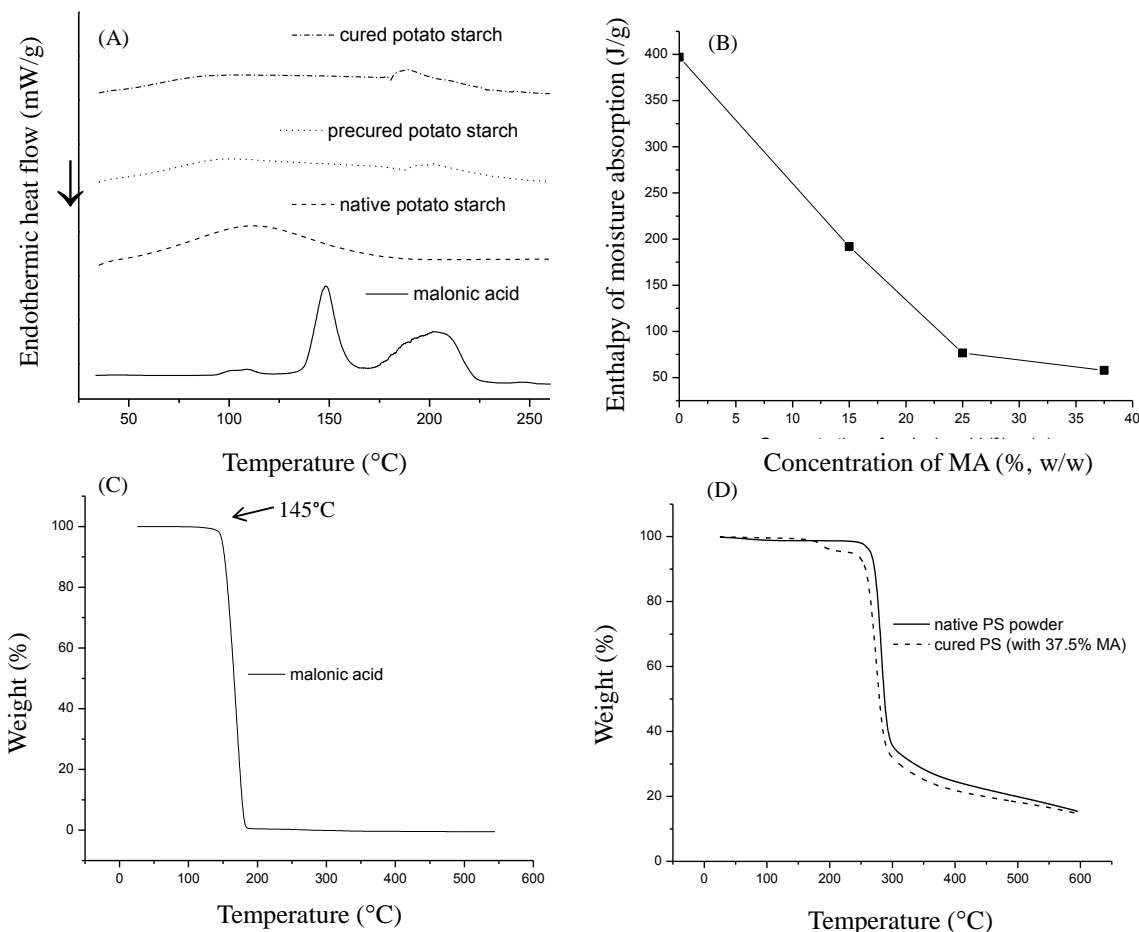 (A)
cured potato starch
precured potato starch
native potato starch
malonic acid
Endothermic heat flow (mW/g)
50
100
150
200
250
Temperature (°C)
(B)
Enthalpy of moisture absorption (J/g)
400
350
300
250
200
150
100
50
0
5
10
15
20
25
30
35
40
Concentration of MA (%, w/w)
(C)
145°C
malonic acid
Weight (%)
100
80
60
40
20
0
0
100
200
300
400
500
600
Temperature (°C)
(D)
native PS powder
cured PS (with 37.5% MA)
Weight (%)
100
80
60
40
20
0
0
100
200
300
400
500
600
Temperature (°C)